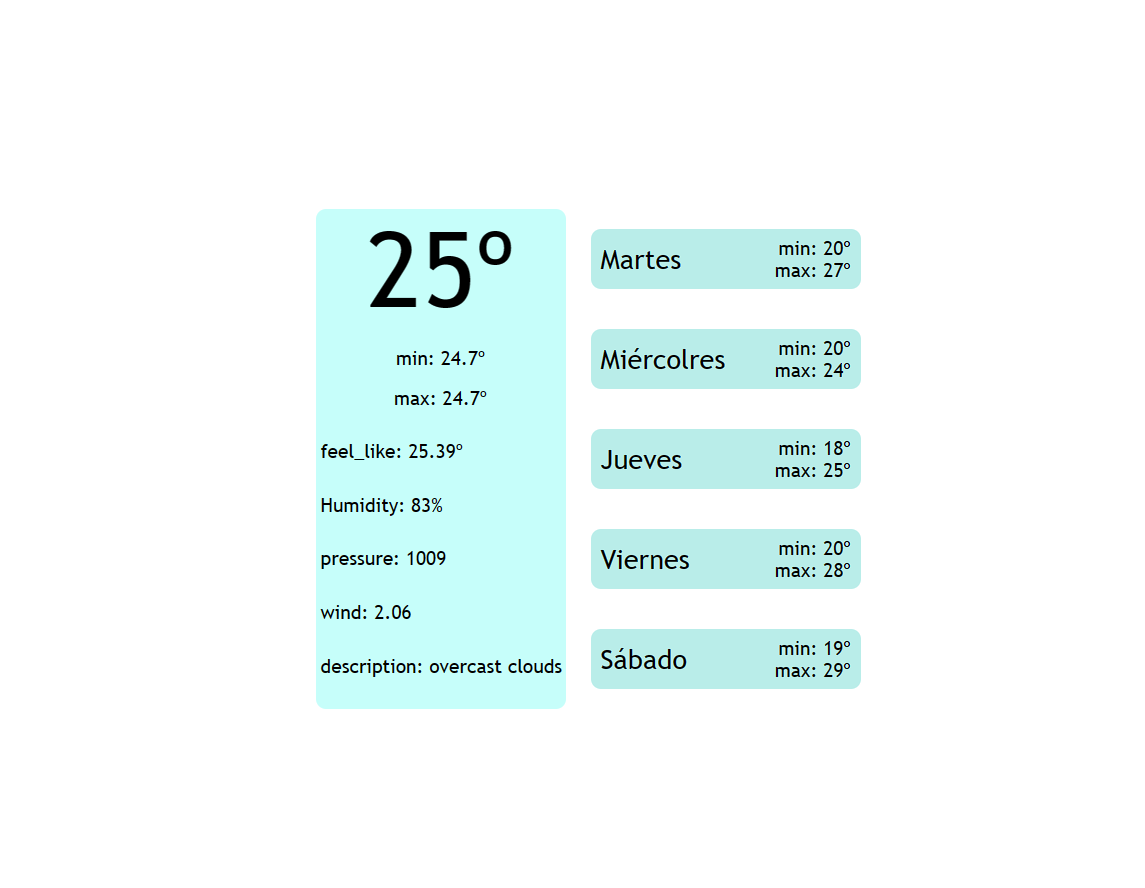 25º
min: 24.7º
max: 24.7º
feel_like: 25.39º
Humidity: 83%
pressure: 1009
wind: 2.06
description: overcast clouds
Martes
min: 20º
max: 27º
Miércolres
min: 20º
max: 24º
Jueves
min: 18º
max: 25º
Viernes
min: 20º
max: 28º
Sábado
min: 19º
max: 29º